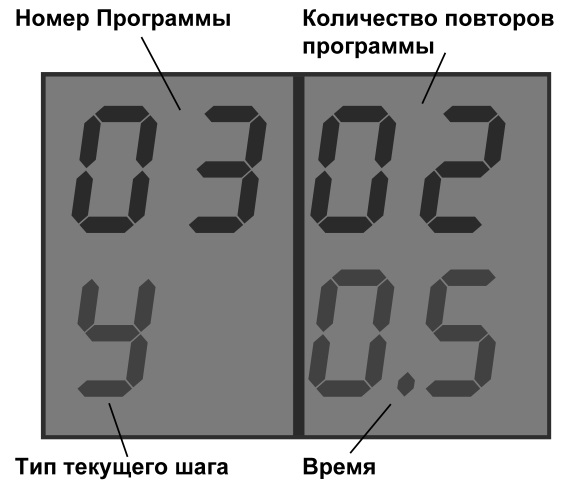 Номер Программы
Количество повторов
программы
03
02
У
0.5
Тип текущего шага
Время